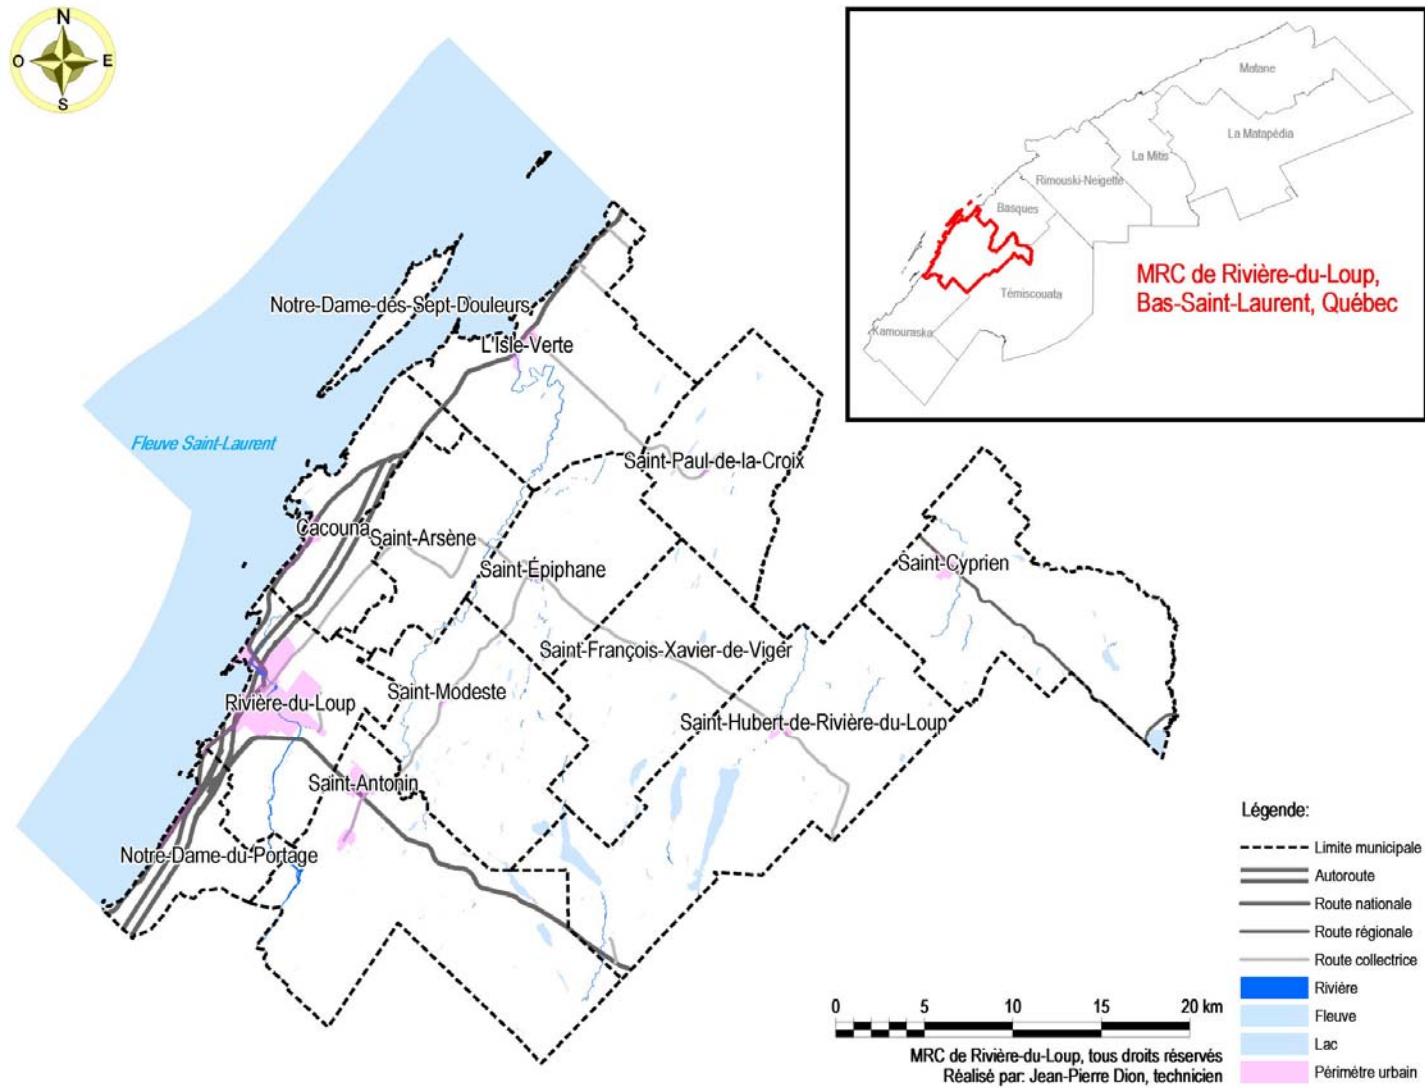 N
O
E
S
Matane
La Matapédia
La Mitis
Rimouski-Neigette
Basques
MRC de Rivière-du-Loup,
Bas-Saint-Laurent, Québec
Témiscouata
Kamouraska
Notre-Dame-des-Sept-Douleurs
L'Isle-Verte
Fleuve Saint-Laurent
Saint-Paul-de-la-Croix
Cacouna
Saint-Arsène
Saint-Épiphane
Saint-Cyprien
Saint-François-Xavier-de-Viger
Saint-Modeste
Rivière-du-Loup
Saint-Hubert-de-Rivière-du-Loup
Saint-Antonin
Notre-Dame-du-Portage
Légende:
Limite municipale
Autoroute
Route nationale
Route régionale
Route collectrice
Rivière
Fleuve
Lac
Périmètre urbain
0 5 10 15 20 km
MRC de Rivière-du-Loup, tous droits réservés
Réalisé par: Jean-Pierre Dion, technicien